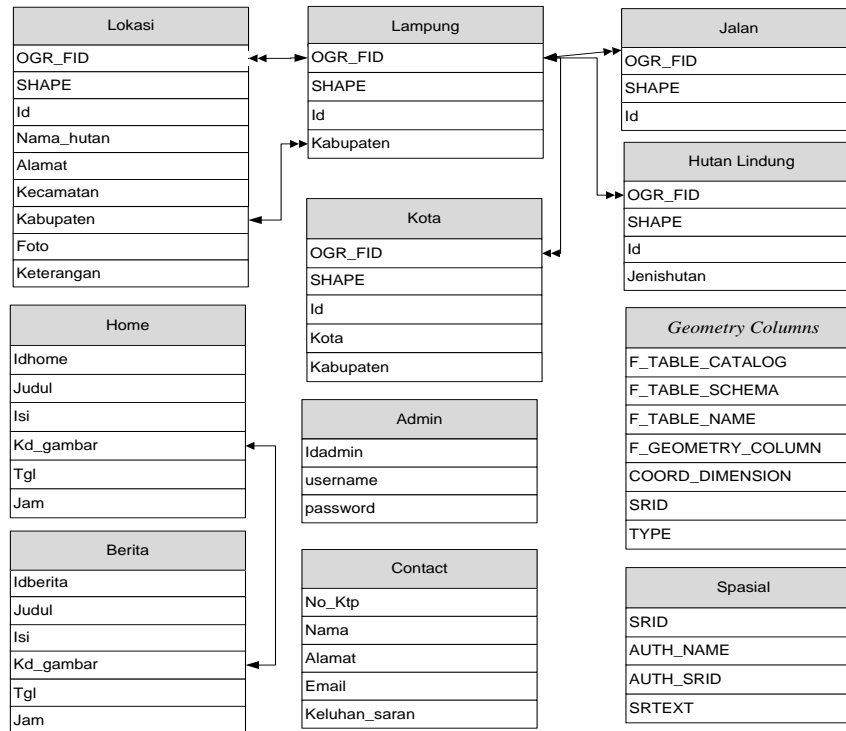 Lokasi
OGR_FID
SHAPE
Id
Nama_hutan
Alamat
Kecamatan
Kabupaten
Foto
Keterangan
Lampung
OGR_FID
SHAPE
Id
Kabupaten
Jalan
OGR_FID
SHAPE
Id
Hutan Lindung
OGR_FID
SHAPE
Id
Jenishutan
Kota
OGR_FID
SHAPE
Id
Kota
Kabupaten
Home
Idhome
Judul
Isi
Kd_gambar
Tgl
Jam
Admin
Idadmin
username
password
Geometry Columns
F_TABLE_CATALOG
F_TABLE_SCHEMA
F_TABLE_NAME
F_GEOMETRY_COLUMN
COORD_DIMENSION
SRID
TYPE
Berita
Idberita
Judul
Isi
Kd_gambar
Tgl
Jam
Contact
No_Ktp
Nama
Alamat
Email
Keluhan_saran
Spasial
SRID
AUTH_NAME
AUTH_SRID
SRTEXT